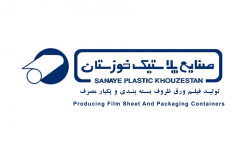 صنایع پلاستیک خوزستان
SANAYE PLASTIC KHOUZESTAN
تولید فیلم ورق ظروف بسته بندی و یکبار مصرف
Producing Film Sheet And Packaging Containers